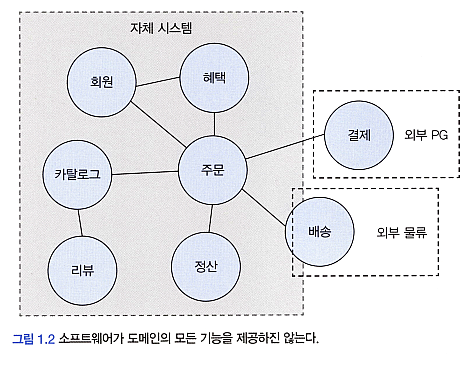 자체 시스템
회원
혜택
결제
외부 PG
카탈로그
주문
배송
외부 물류
리뷰
정산
그림 1.2 소프트웨어가 도메인의 모든 기능을 제공하진 않는다.